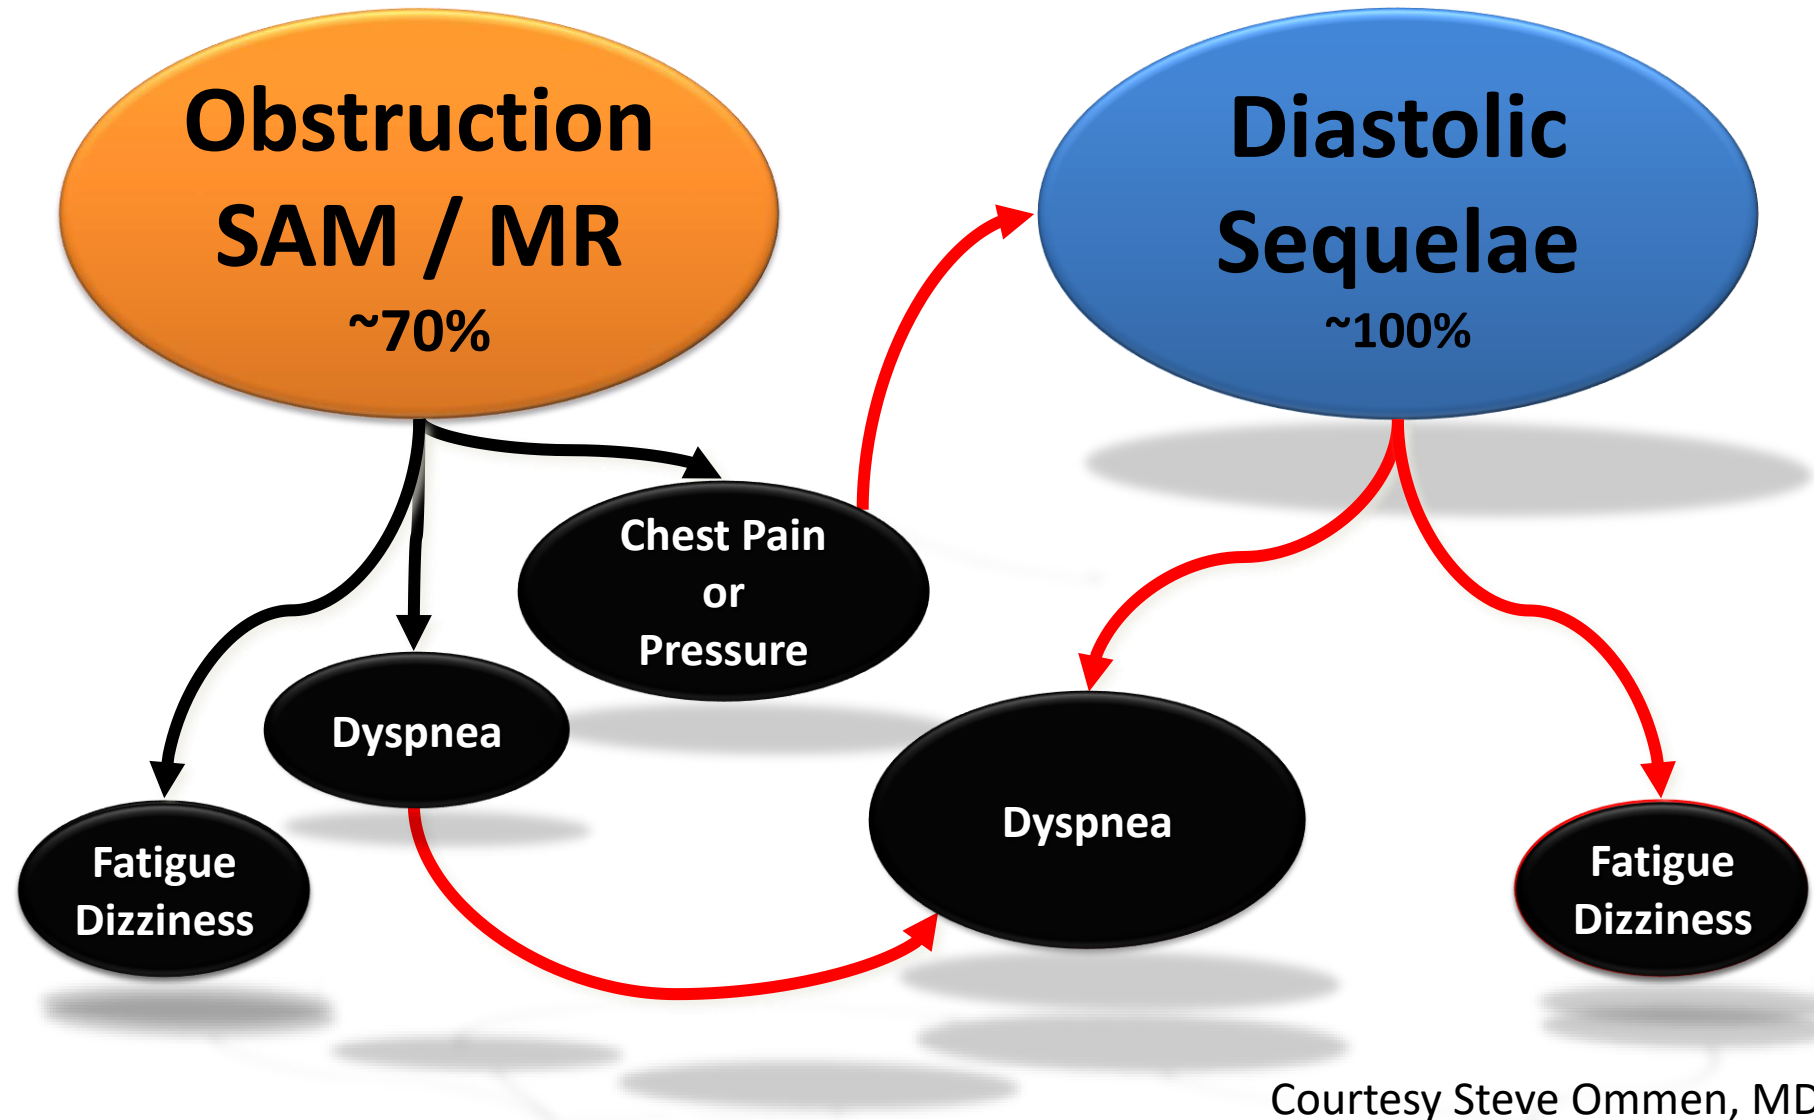 Obstruction
SAM / MR
~70%
Diastolic
Sequelae
~100%
Chest Pain
or
Pressure
Dyspnea
Dyspnea
Fatigue
Dizziness
Fatigue
Dizziness
Courtesy Steve Ommen, MD